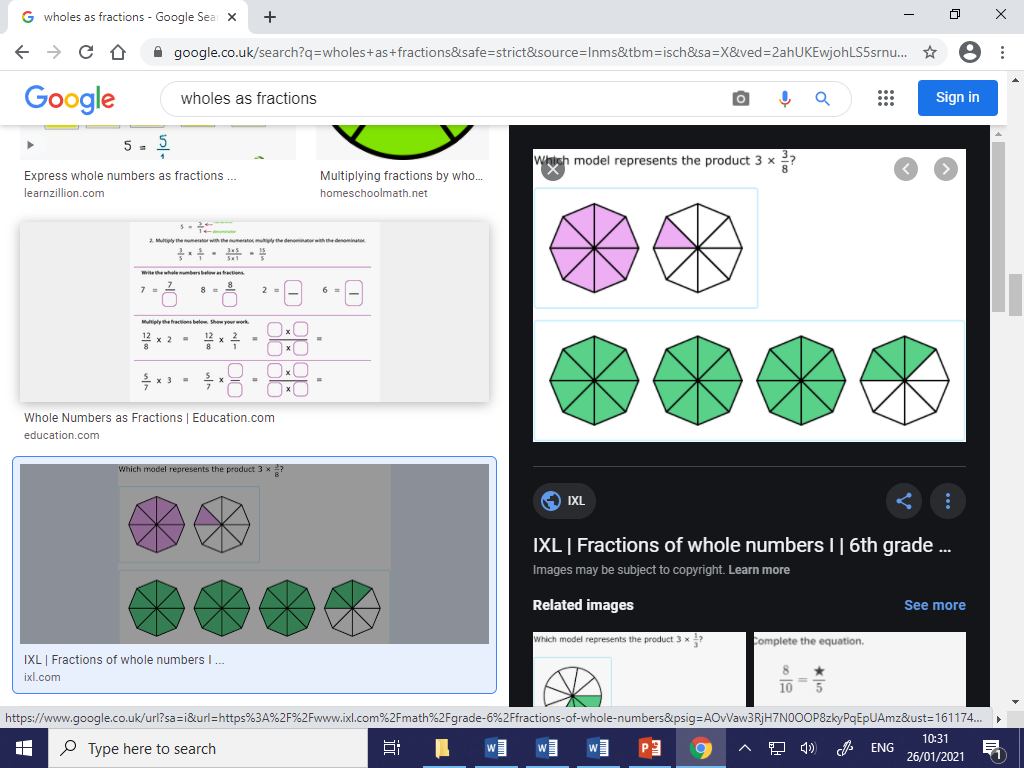 wholes as fractions - Google Sear
google.co.uk/search?q=wholes+as+fractions&safe=strict&source=lnms&tbm=isch&sa=X&ved=2ahUKEwjohLS5srnu...
Google
wholes as fractions
Sign in
5 = 5/1
Express whole numbers as fractions ...
learnzillion.com
Multiplying fractions by who...
homeschoolmath.net
5 = 5/1
denominator
2. Multiply the numerator with the numerator, multiply the denominator with the denominator.
3/5 x 5/1 = 3 x 5/5 x 1 = 15/5
Write the whole numbers below as fractions.
7 = 7/ 8 = 8/ 2 = 6 =
Multiply the fractions below. Show your work.
12/8 x 2 = 12/8 x 2/1 = x / x =
5/7 x 3 = 5/7 x = x / x =
Whole Numbers as Fractions | Education.com
education.com
Which model represents the product 3 × 3/8?
IXL | Fractions of whole numbers I ...
ixl.com
Which model represents the product 3 × 3/8?
IXL
IXL | Fractions of whole numbers I | 6th grade ...
Images may be subject to copyright. Learn more
Related images
See more
Which model represents the product 3 × 1/3?
Complete the equation.
8/10 = ★/5
https://www.google.co.uk/url?sa=i&url=https%3A%2F%2Fwww.ixl.com%2Fmath%2Fgrade-6%2Ffractions-of-whole-numbers&psig=AOvVaw3RjH7N0OOP8zkyPqEpUAmz&ust=161174...
Type here to search
ENG
10:31
26/01/2021
1